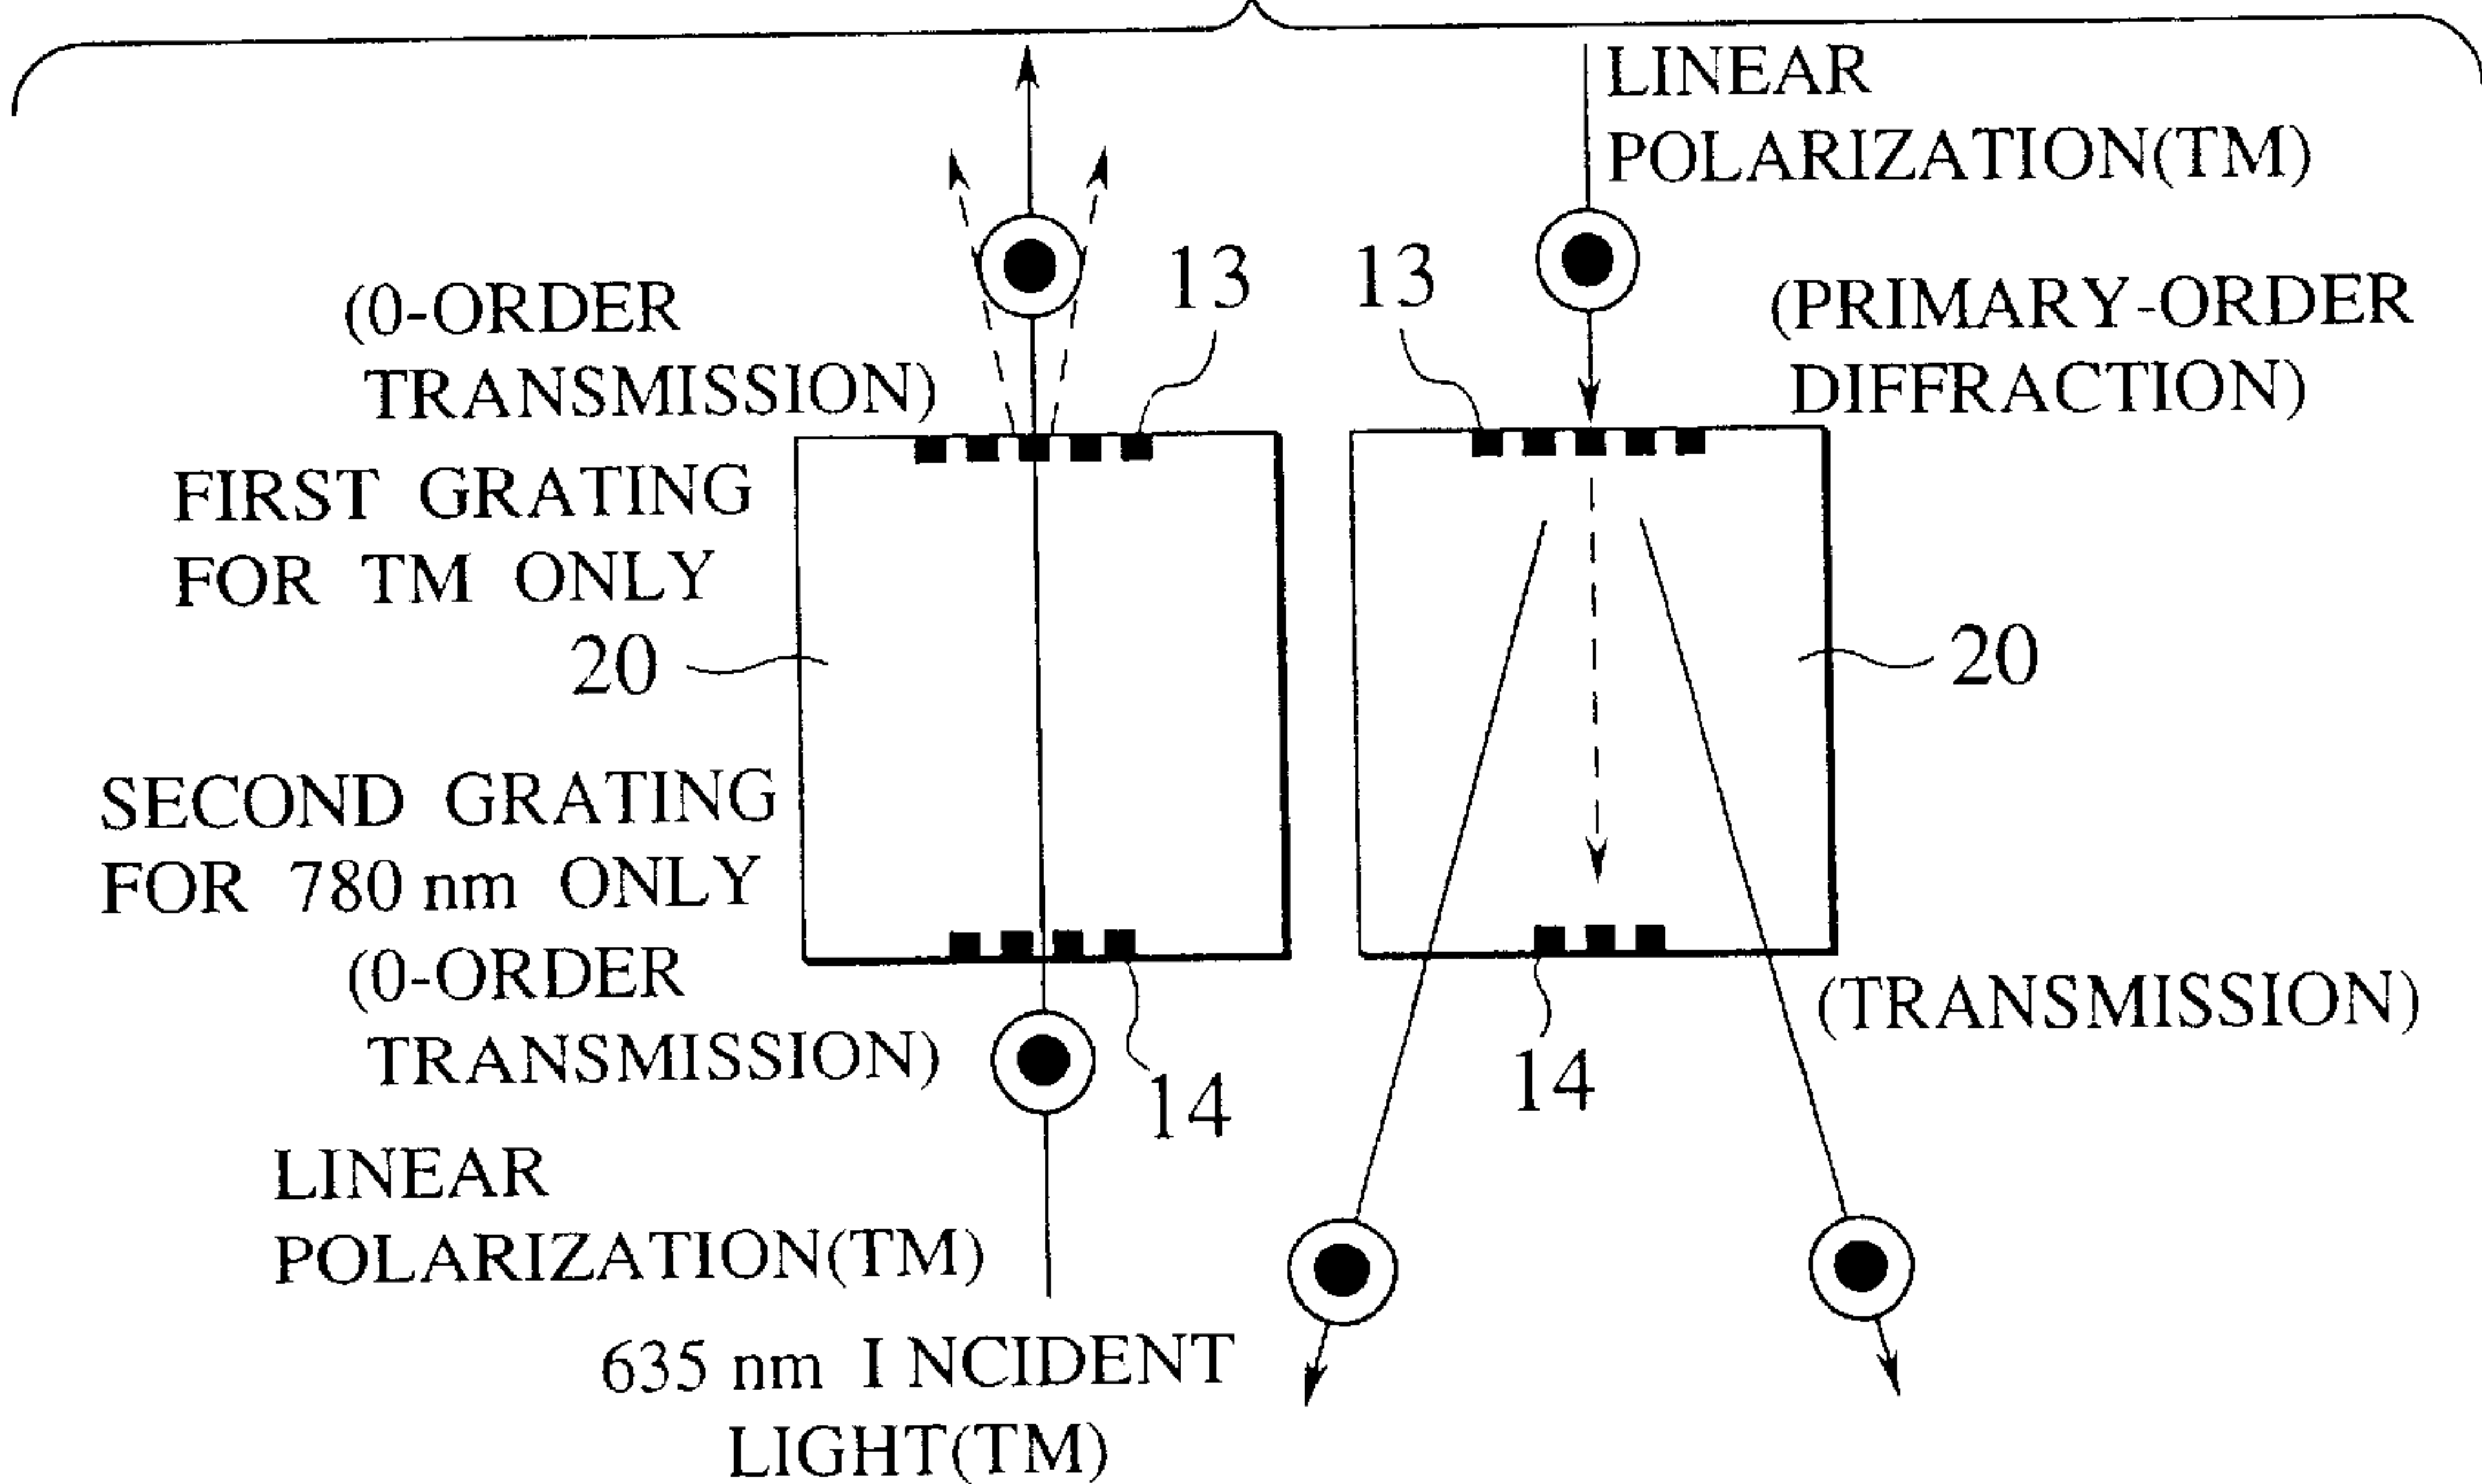 LINEAR
POLARIZATION(TM)
(0-ORDER
TRANSMISSION)
13
13
(PRIMARY-ORDER
DIFFRACTION)
FIRST GRATING
FOR TM ONLY
20
20
SECOND GRATING
FOR 780 nm ONLY
(0-ORDER
TRANSMISSION)
14
14
(TRANSMISSION)
LINEAR
POLARIZATION(TM)
635 nm I NCIDENT
LIGHT(TM)